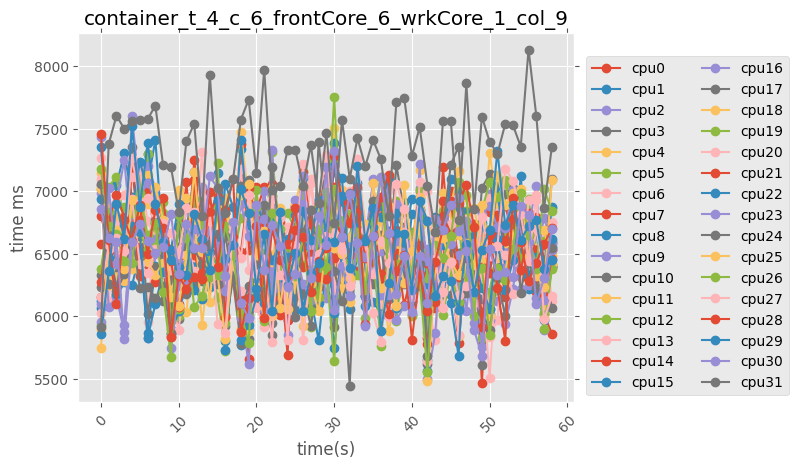 container_t_4_c_6_frontCore_6_wrkCore_1_col_9
time ms
8000
7500
7000
6500
6000
5500
0
10
20
30
40
50
60
time(s)
cpu0
cpu1
cpu2
cpu3
cpu4
cpu5
cpu6
cpu7
cpu8
cpu9
cpu10
cpu11
cpu12
cpu13
cpu14
cpu15
cpu16
cpu17
cpu18
cpu19
cpu20
cpu21
cpu22
cpu23
cpu24
cpu25
cpu26
cpu27
cpu28
cpu29
cpu30
cpu31